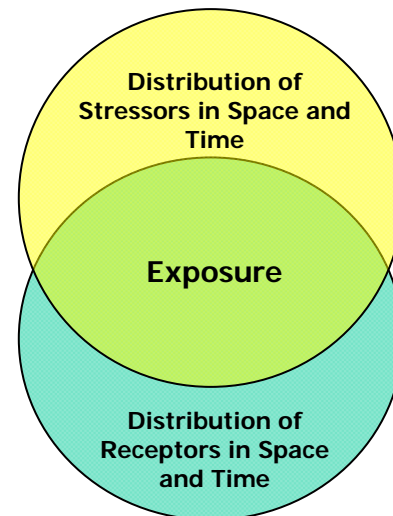 Distribution of
Stressors in Space and
Time
Exposure
Distribution of
Receptors in Space
and Time